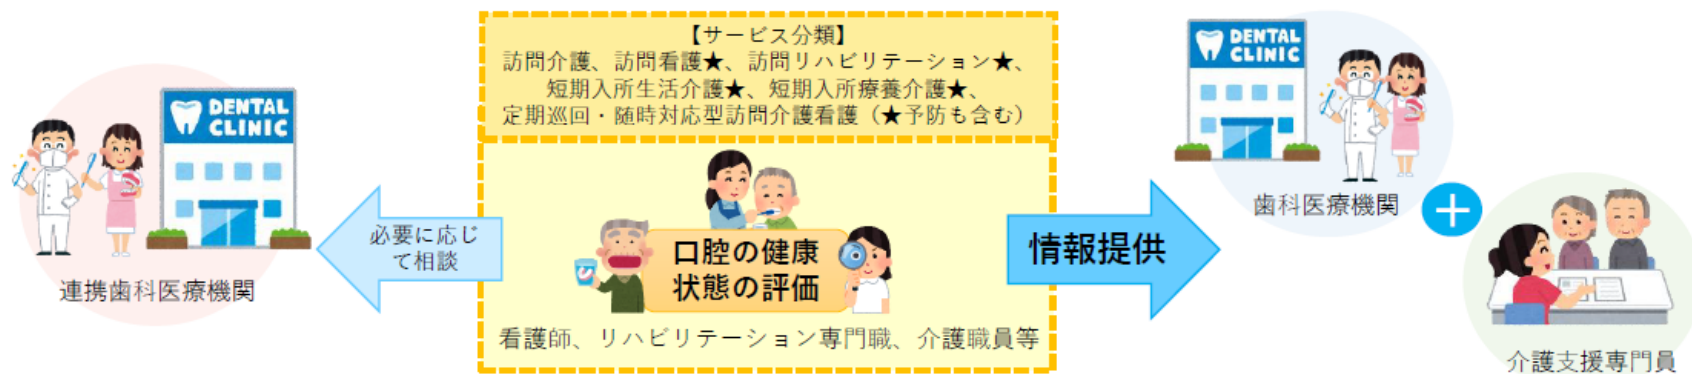 DENTAL
CLINIC
連携歯科医療機関
必要に応じ
て相談
【サービス分類】
訪問介護、訪問看護★、訪問リハビリテーション★、
短期入所生活介護★、短期入所療養介護★、
定期巡回・随時対応型訪問介護看護（★予防も含む）
口腔の健康
状態の評価
看護師、リハビリテーション専門職、介護職員等
情報提供
DENTAL
CLINIC
歯科医療機関
+
介護支援専門員